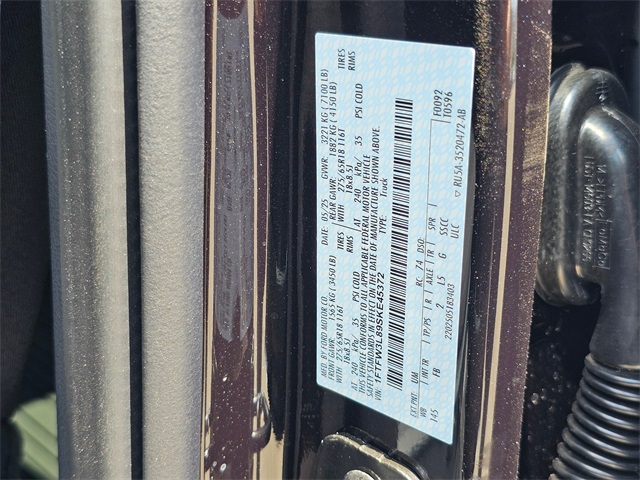 MFD. BY FORD MOTOR CO.
DATE: 05/25 GVWR: 3221 KG ( 7100 LB)
FRONT GAWR: 1565 KG ( 3450 LB) REAR GAWR: 1882 KG ( 4150 LB)
WITH 275/65R18 116T TIRES WITH 275/65R18 116T TIRES
18x8.5J RIMS 18x8.5J RIMS
AT 240 kPa/ 35 PSI COLD AT 240 kPa/ 35 PSI COLD
THIS VEHICLE CONFORMS TO ALL APPLICABLE FEDERAL MOTOR VEHICLE
SAFETY STANDARDS IN EFFECT ON THE DATE OF MANUFACTURE SHOWN ABOVE.
VIN: 1FTFW3L89SKE45372 TYPE: Truck
F0092
T0596
EXT PNT: UM RC: 74 DSO:
WB INT TR TP/PS R AXLE TR SPR
145 FB 2 L5 G SSCC
ULC
2202505183403
RU5A-3520472-AB